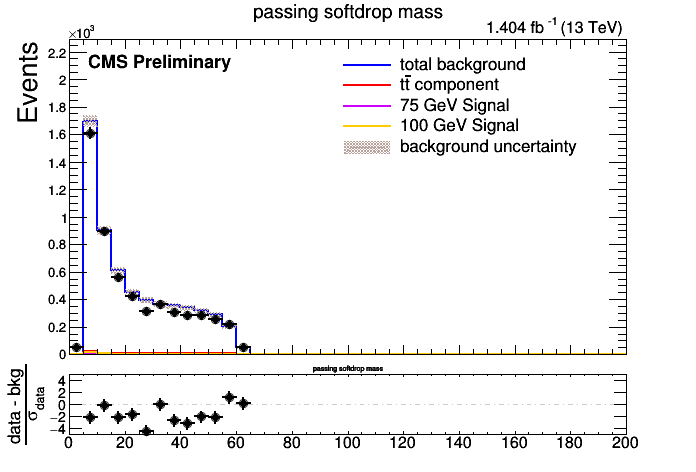 passing softdrop mass
×10³
1.404 fb⁻¹ (13 TeV)
CMS Preliminary
total background
tt̄ component
75 GeV Signal
100 GeV Signal
background uncertainty
Events
2.2
2
1.8
1.6
1.4
1.2
1
0.8
0.6
0.4
0.2
0
passing softdrop mass
data - bkg
σ_data
4
2
0
−2
−4
0 20 40 60 80 100 120 140 160 180 200